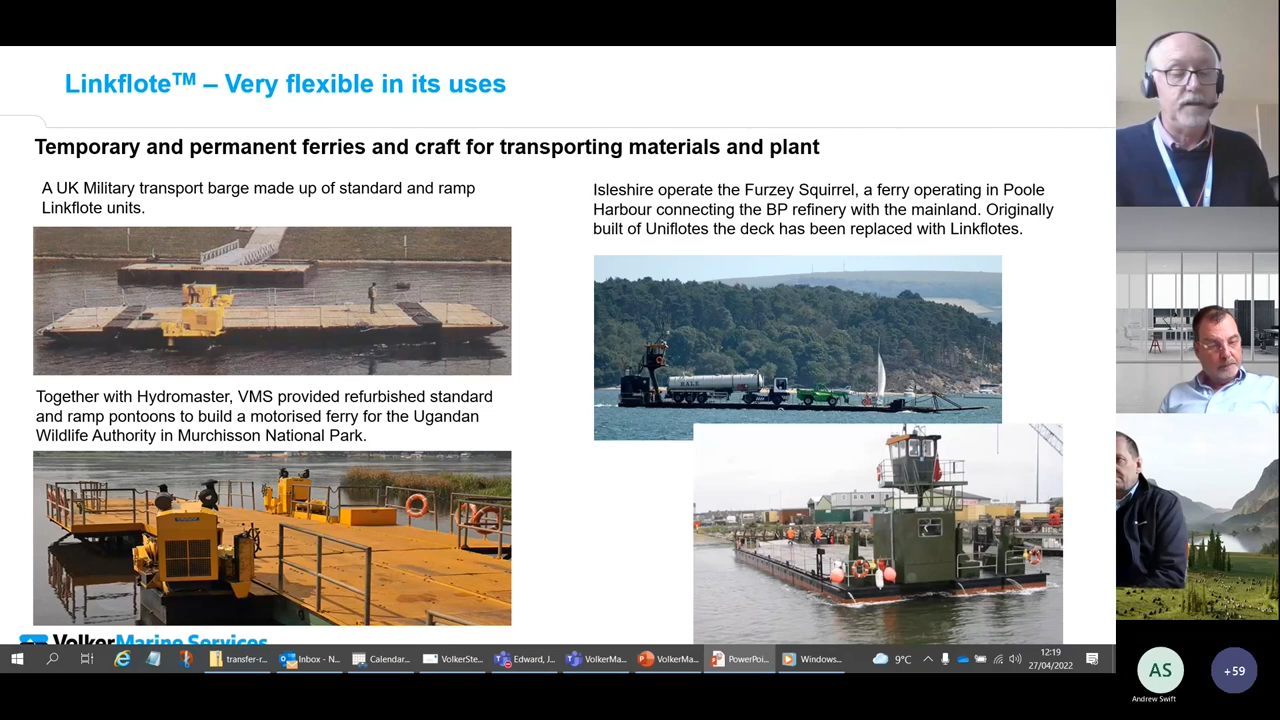 Linkflote™ – Very flexible in its uses
Temporary and permanent ferries and craft for transporting materials and plant
A UK Military transport barge made up of standard and ramp
Linkflote units.
Together with Hydromaster, VMS provided refurbished standard
and ramp pontoons to build a motorised ferry for the Ugandan
Wildlife Authority in Murchisson National Park.
Isleshire operate the Furzey Squirrel, a ferry operating in Poole
Harbour connecting the BP refinery with the mainland. Originally
built of Uniflotes the deck has been replaced with Linkflotes.
HALE
VolkerMarine Services
transfer-r...
Inbox - N...
Calendar...
VolkerSte...
Edward, J...
VolkerMa...
VolkerMa...
PowerPoi...
Windows...
9°C
12:19
27/04/2022
AS
Andrew Swift
+59